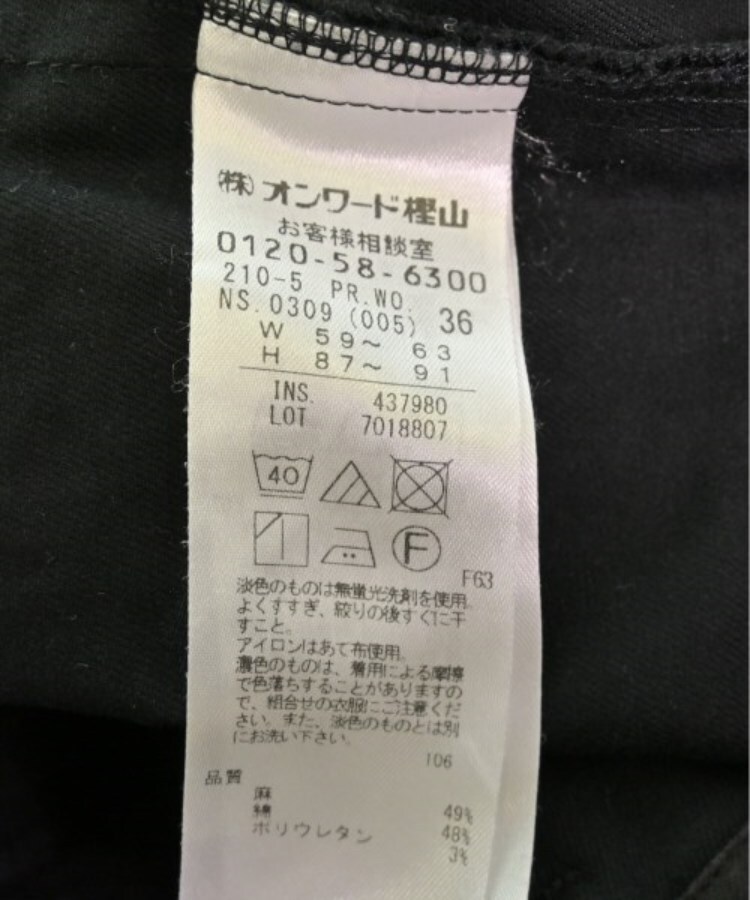 (株)オンワード樫山
お客様相談室
0120-58-6300
210-5 PR.WO.
NS.0309 (005) 36
W 59～ 63
H 87～ 91
INS. 437980
LOT 7018807
40
F
F63
淡色のものは無蛍光洗剤を使用。
よくすすぎ、絞りの後すぐに干
すこと。
アイロンはあて布使用。
濃色のものは、着用による摩擦
で色落ちすることがありますの
で、組合せの衣服にご注意くだ
さい。また、淡色のものとは別
にお洗い下さい。
106
品質
麻 49%
綿 48%
ポリウレタン 3%